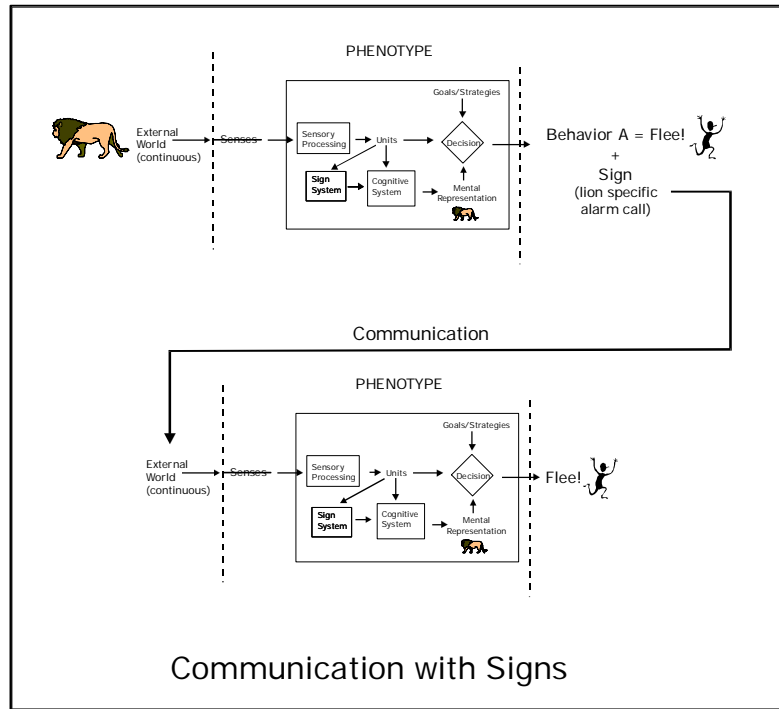 PHENOTYPE
Goals/Strategies
External
World
(continuous)
Senses
Sensory
Processing
Units
Decision
Sign
System
Cognitive
System
Mental
Representation
Behavior A = Flee!
+
Sign
(lion specific
alarm call)
Communication
PHENOTYPE
Goals/Strategies
External
World
(continuous)
Senses
Sensory
Processing
Units
Decision
Sign
System
Cognitive
System
Mental
Representation
Flee!
Communication with Signs